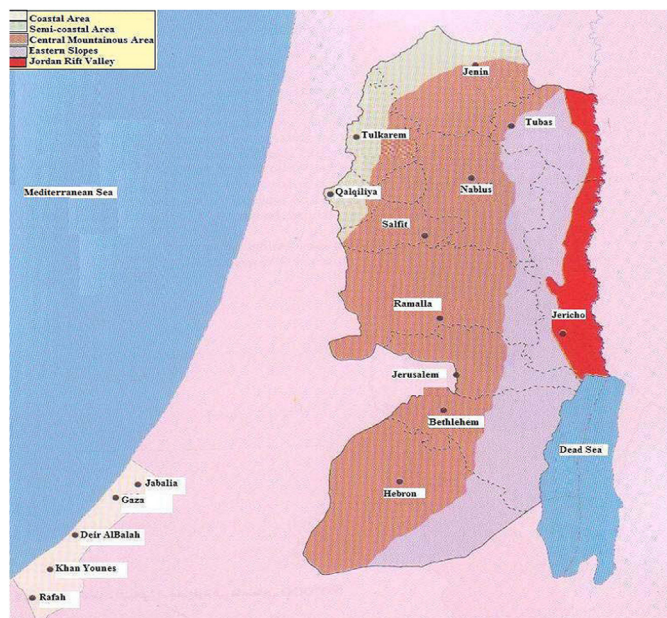 Coastal Area
Semi-coastal Area
Central Mountainous Area
Eastern Slopes
Jordan Rift Valley
Jenin
Tubas
Tulkarem
Mediterranean Sea
Nablus
Qalqiliya
Salfit
Ramalla
Jericho
Jerusalem
Bethlehem
Dead Sea
Hebron
Jabalia
Gaza
Deir AlBalah
Khan Younes
Rafah